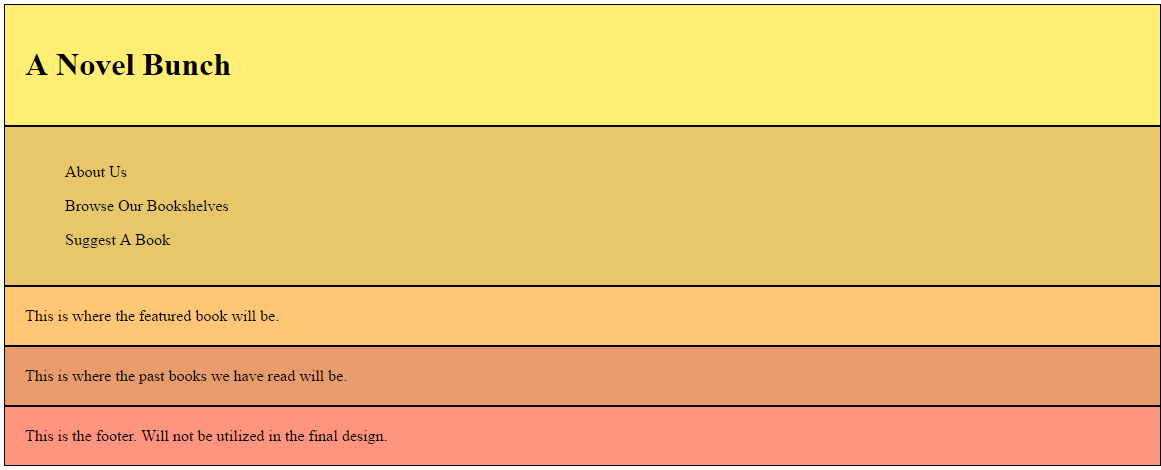 A Novel Bunch
About Us
Browse Our Bookshelves
Suggest A Book
This is where the featured book will be.
This is where the past books we have read will be.
This is the footer. Will not be utilized in the final design.